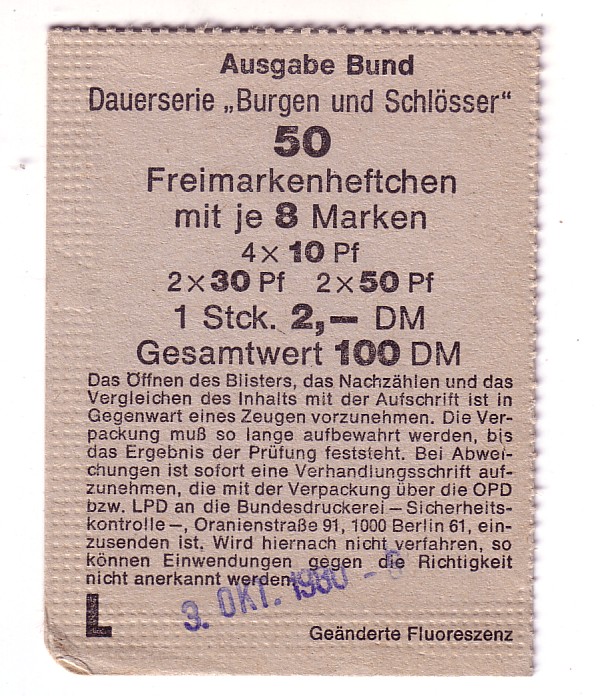 Ausgabe Bund
Dauerserie „Burgen und Schlösser“
50
Freimarkenheftchen
mit je 8 Marken
4 × 10 Pf
2 × 30 Pf 2 × 50 Pf
1 Stck. 2,— DM
Gesamtwert 100 DM
Das Öffnen des Blisters, das Nachzählen und das
Vergleichen des Inhalts mit der Aufschrift ist in
Gegenwart eines Zeugen vorzunehmen. Die Ver-
packung muß so lange aufbewahrt werden, bis
das Ergebnis der Prüfung feststeht. Bei Abwei-
chungen ist sofort eine Verhandlungsschrift auf-
zunehmen, die mit der Verpackung über die OPD
bzw. LPD an die Bundesdruckerei – Sicherheits-
kontrolle –, Oranienstraße 91, 1000 Berlin 61, ein-
zusenden ist. Wird hiernach nicht verfahren, so
können Einwendungen gegen die Richtigkeit
nicht anerkannt werden.
3. OKT. 1980 - 6
L
Geänderte Fluoreszenz